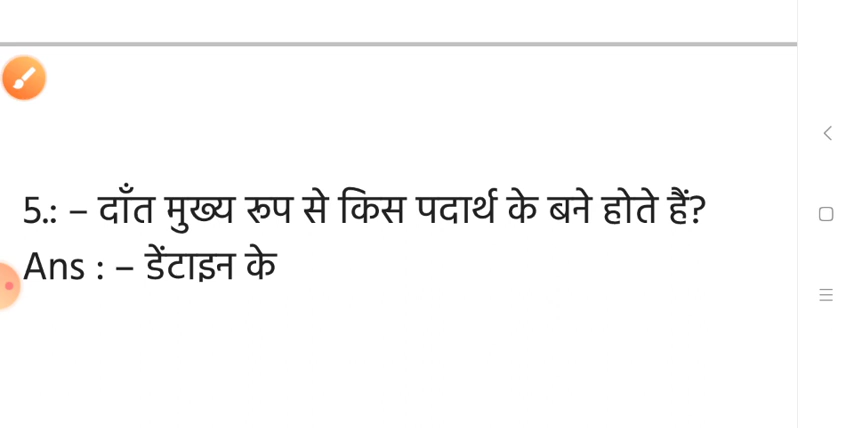 5.: – दाँत मुख्य रूप से किस पदार्थ के बने होते हैं?
Ans : – डेंटाइन के